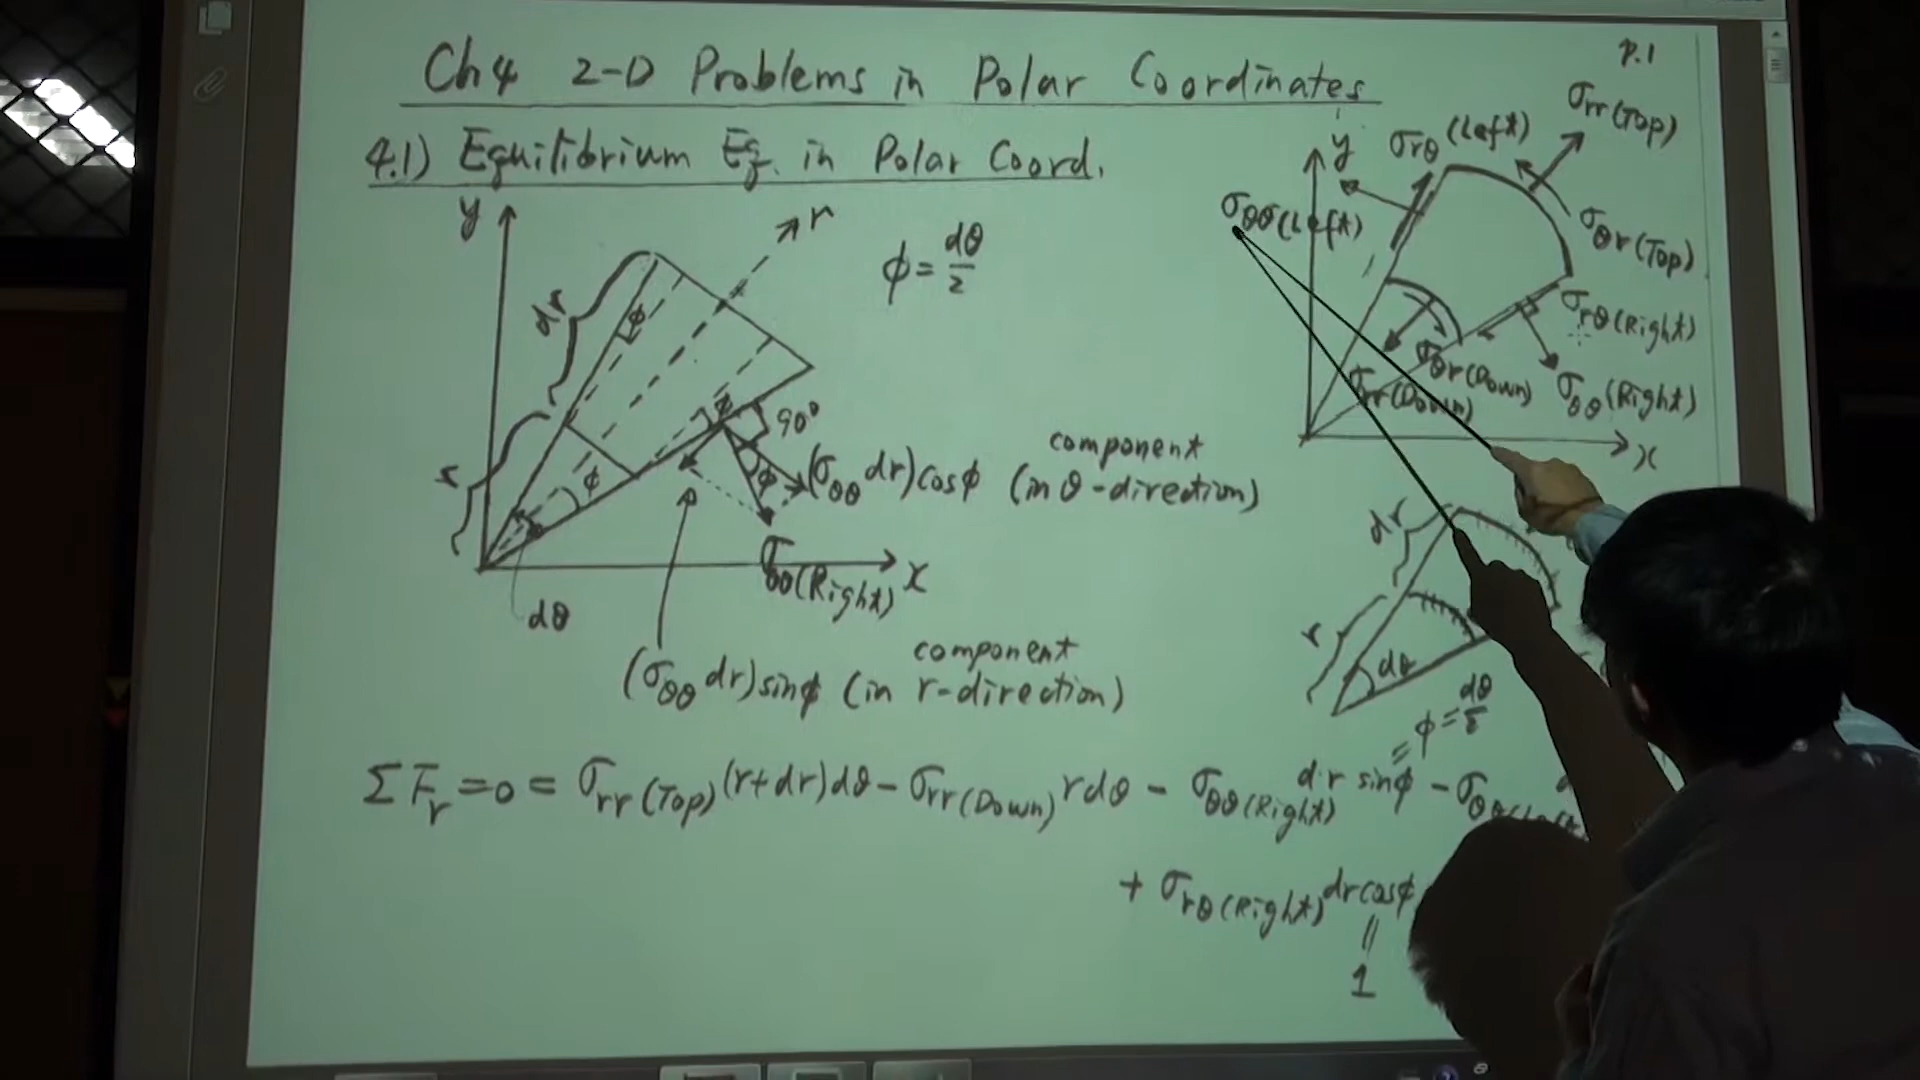 p.1
Ch4 2-D Problems in Polar Coordinates
4.1) Equilibrium Eq. in Polar Coord.
y
r
φ = dθ/2
dr
φ
r
φ
φ
90°
φ
(σθθ dr)cosφ (in θ-direction)
component
σθθ(Right)
x
dθ
(σθθ dr)sinφ (in r-direction)
component
y
σrθ(Left)
σrr(Top)
σθθ(Left)
σθr(Top)
σrθ(Right)
σθr(Down)
σrr(Down)
σθθ(Right)
x
dr
r
dθ
φ = dθ/2
ΣFr = 0 = σrr(Top)(r+dr)dθ - σrr(Down) rdθ - σθθ(Right) dr sinφ - σθθ(Left
+ σrθ(Right) dr cosφ
=
1